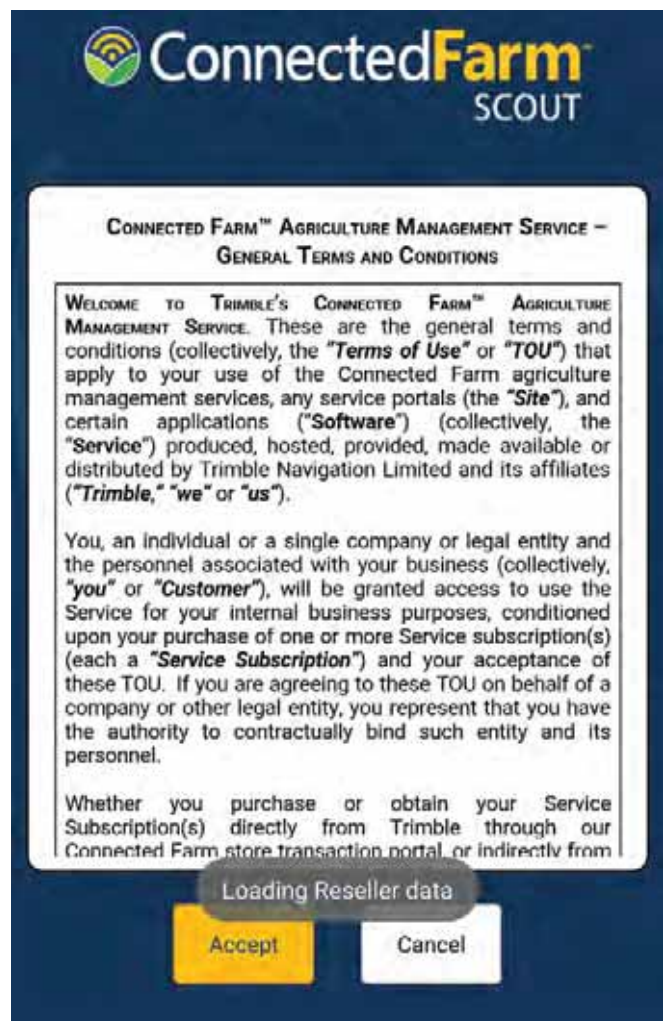 ConnectedFarm™
SCOUT
CONNECTED FARM™ AGRICULTURE MANAGEMENT SERVICE –
GENERAL TERMS AND CONDITIONS
WELCOME TO TRIMBLE'S CONNECTED FARM™ AGRICULTURE
MANAGEMENT SERVICE. These are the general terms and
conditions (collectively, the "Terms of Use" or "TOU") that
apply to your use of the Connected Farm agriculture
management services, any service portals (the "Site"), and
certain applications ("Software") (collectively, the
"Service") produced, hosted, provided, made available or
distributed by Trimble Navigation Limited and its affiliates
("Trimble," "we" or "us").
You, an individual or a single company or legal entity and
the personnel associated with your business (collectively,
"you" or "Customer"), will be granted access to use the
Service for your internal business purposes, conditioned
upon your purchase of one or more Service subscription(s)
(each a "Service Subscription") and your acceptance of
these TOU. If you are agreeing to these TOU on behalf of a
company or other legal entity, you represent that you have
the authority to contractually bind such entity and its
personnel.
Whether you purchase or obtain your Service
Subscription(s) directly from Trimble through our
Connected Farm store transaction portal, or indirectly from
Loading Reseller data
Accept Cancel